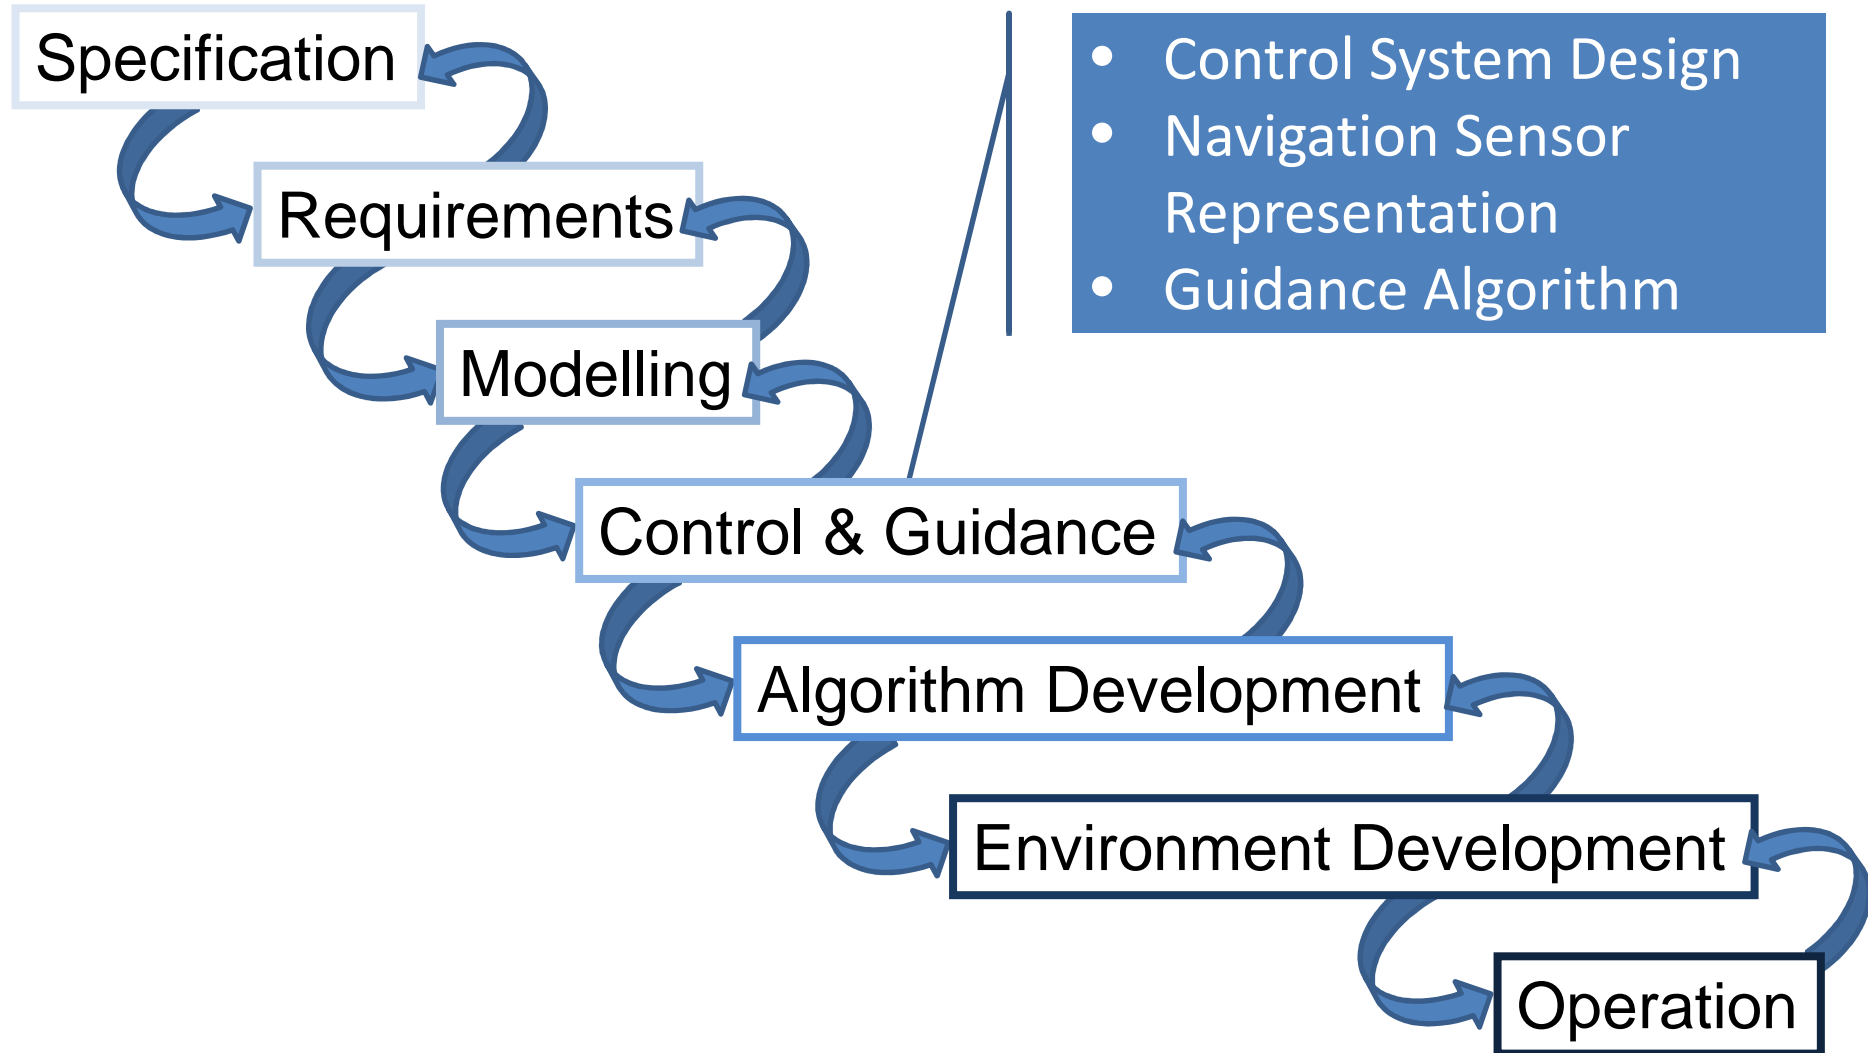 Specification
• Control System Design
• Navigation Sensor
Representation
• Guidance Algorithm
Requirements
Modelling
Control & Guidance
Algorithm Development
Environment Development
Operation